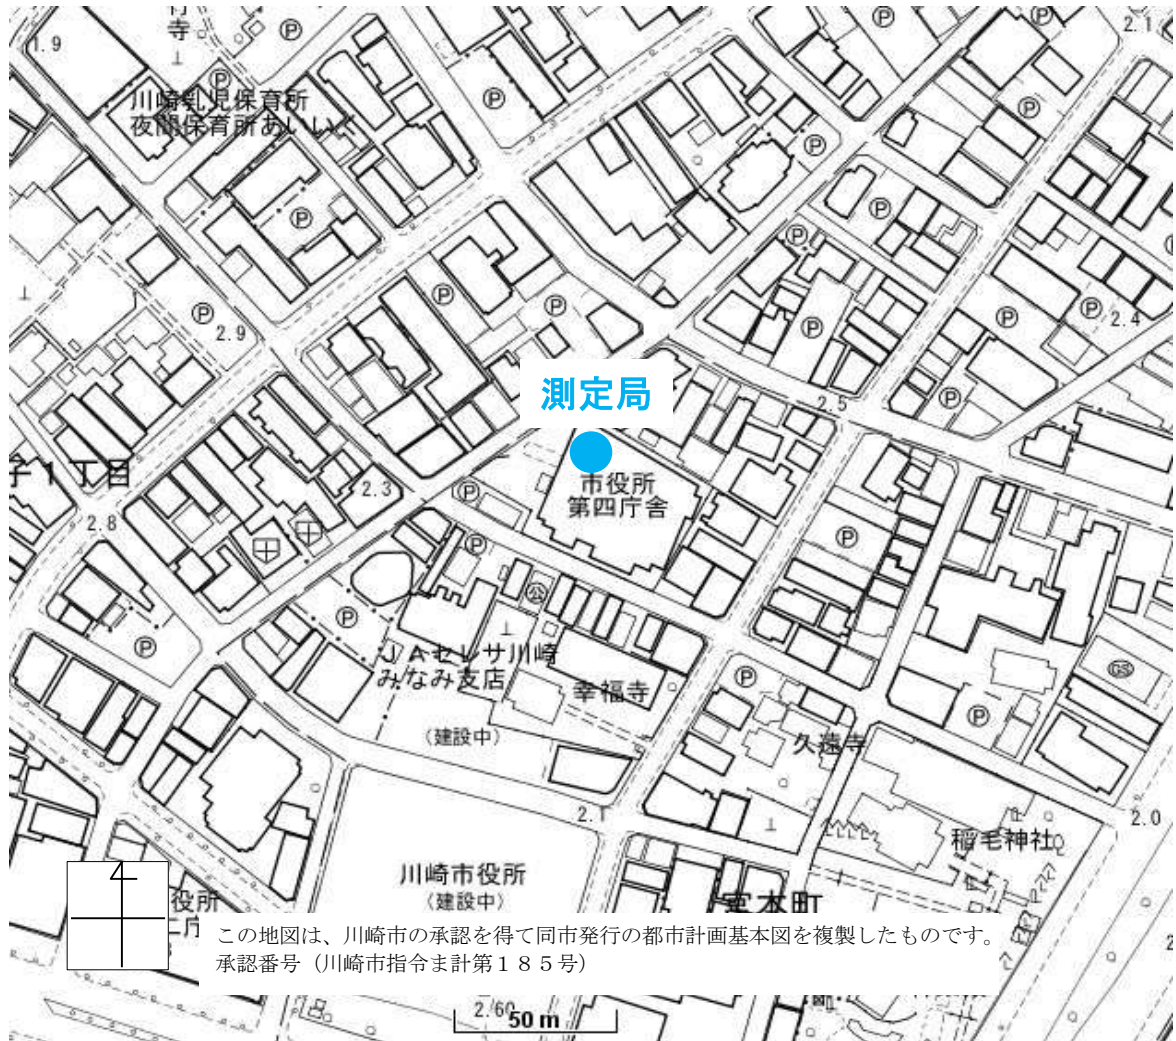 2.1
1.9
寺
Ⓟ
Ⓟ
Ⓟ
Ⓟ
Ⓟ
Ⓟ
川崎乳児保育所
夜間保育所あいいく
Ⓟ
Ⓟ
Ⓟ
Ⓟ
Ⓟ
Ⓟ
Ⓟ
Ⓟ
Ⓟ
Ⓟ
2.4
2.9
測定局
2.5
Ⓟ
子1丁目
2.3
Ⓟ
市役所
第四庁舎
2.8
Ⓟ
Ⓟ
公
Ⓟ
Ⓟ
JAセレサ川崎
みなみ支店
幸福寺
Ⓟ
GS
Ⓟ
(建設中)
久遠寺
2.1
2.0
稲毛神社
川崎市役所
(建設中)
役所
宮本町
この地図は、川崎市の承認を得て同市発行の都市計画基本図を複製したものです。
承認番号(川崎市指令ま計第185号)
2.60
50 m